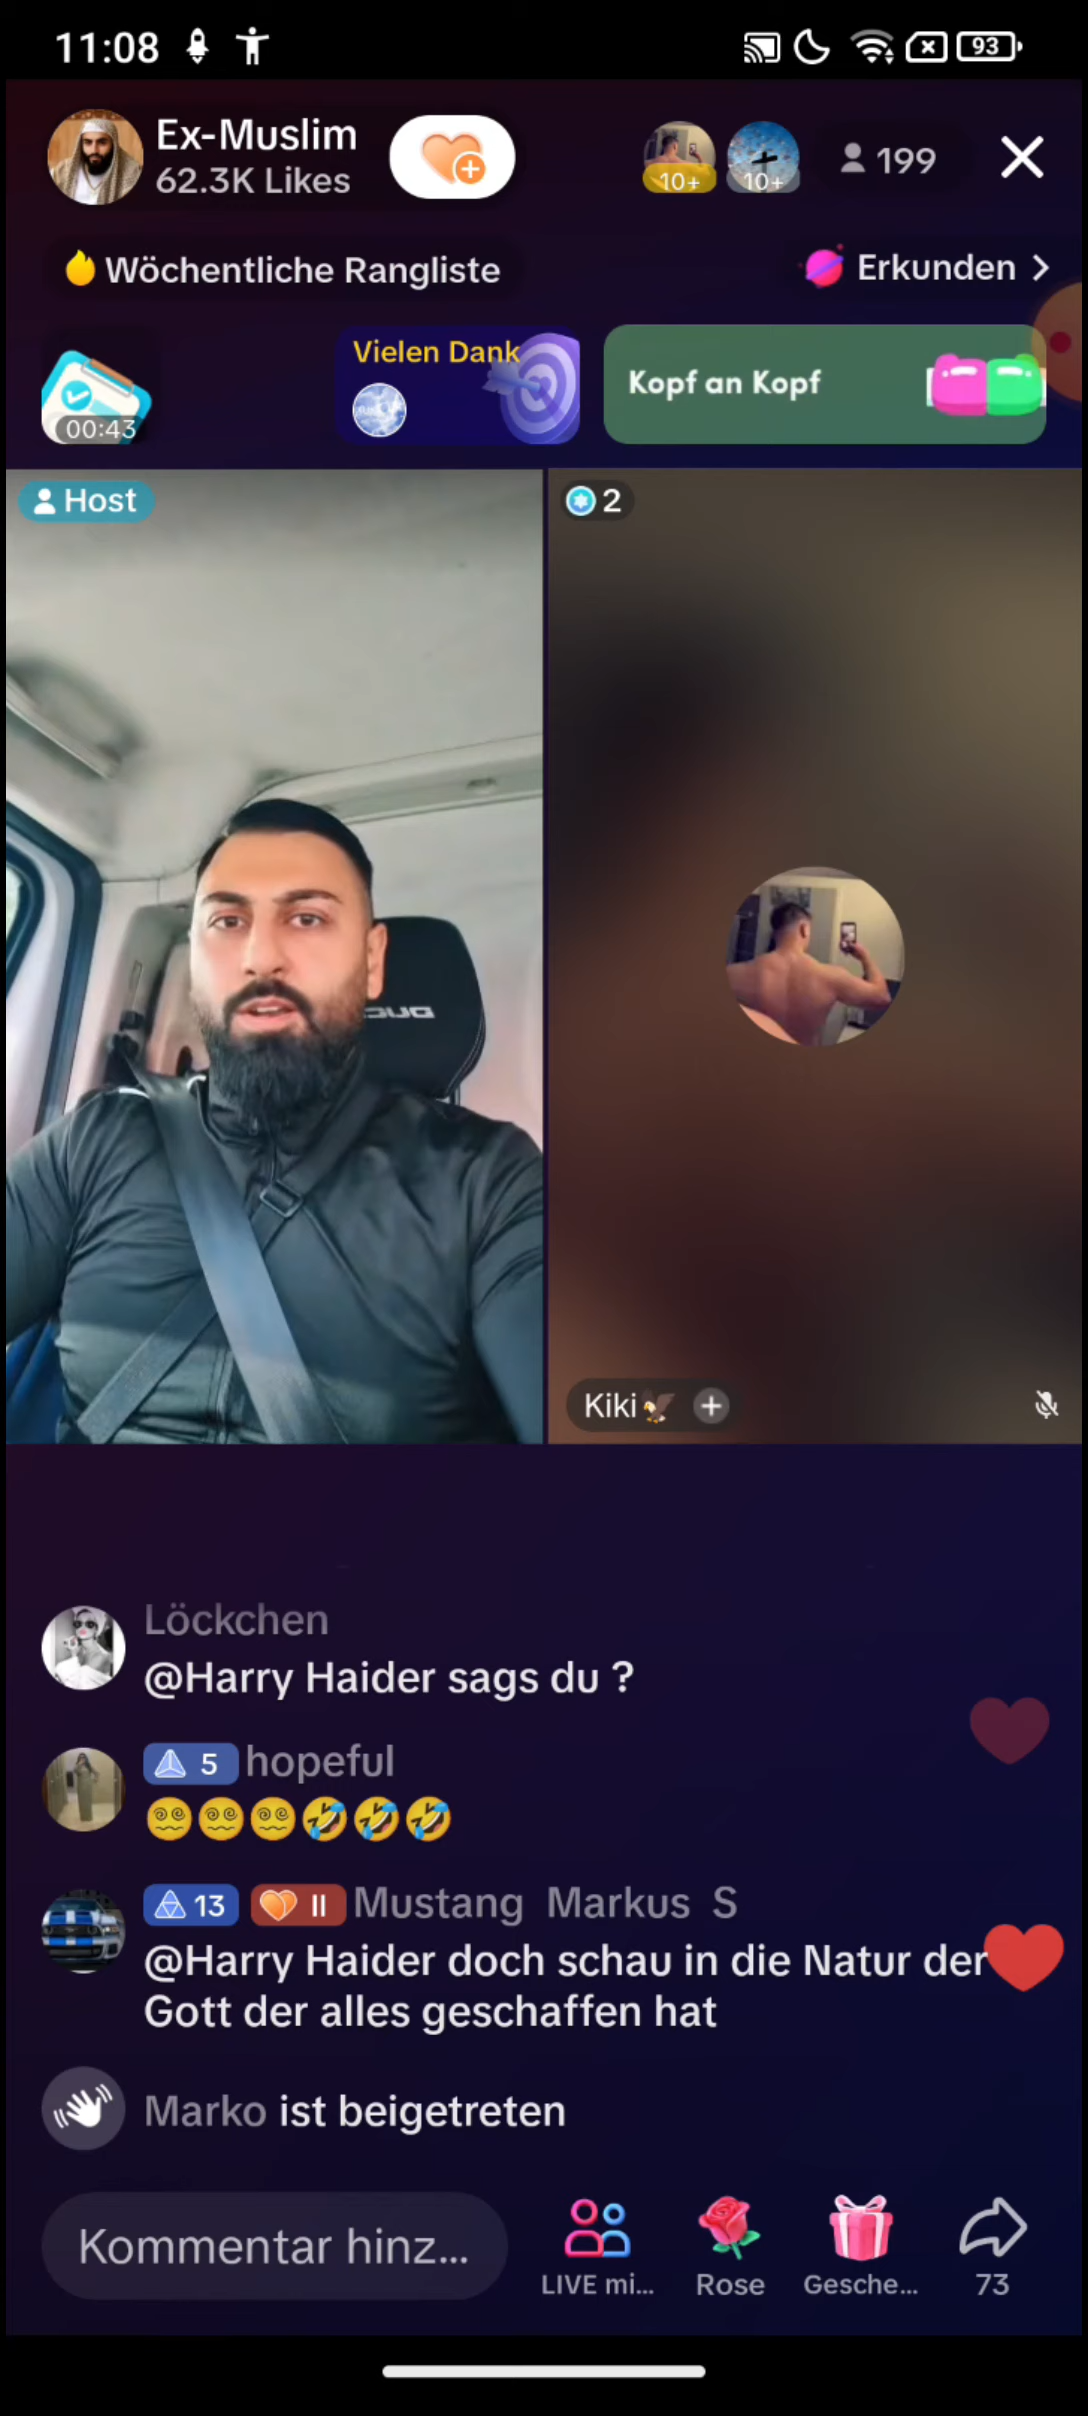 11:08
93
Ex-Muslim
62.3K Likes
10+
10+
199
Wöchentliche Rangliste
Erkunden
00:43
Vielen Dank
Kopf an Kopf
Host
2
Kiki
Löckchen
@Harry Haider sags du ?
5 hopeful
😵‍💫😵‍💫😵‍💫🤣🤣🤣
13 II Mustang Markus S
@Harry Haider doch schau in die Natur der
Gott der alles geschaffen hat
Marko ist beigetreten
Kommentar hinz...
LIVE mi...
Rose
Gesche...
73